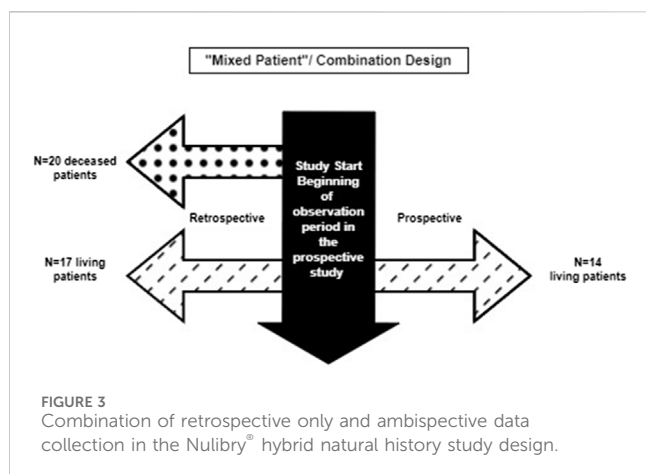 "Mixed Patient"/ Combination Design
N=20 deceased
patients
Study Start
Beginning
of
observation
period in
the
prospective
study
Retrospective
Prospective
N=17 living
patients
N=14
living patients
FIGURE 3
Combination of retrospective only and ambispective data
collection in the Nulibry® hybrid natural history study design.